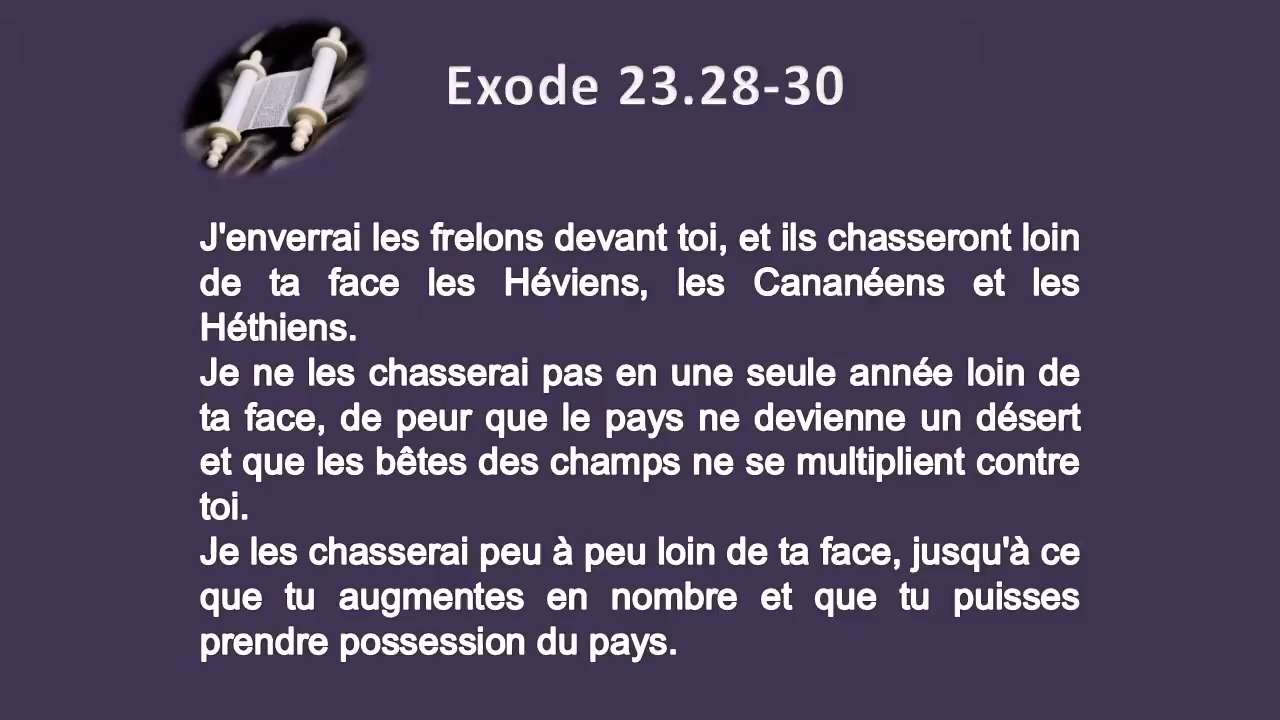 Exode 23.28-30
J'enverrai les frelons devant toi, et ils chasseront loin
de ta face les Héviens, les Cananéens et les
Héthiens.
Je ne les chasserai pas en une seule année loin de
ta face, de peur que le pays ne devienne un désert
et que les bêtes des champs ne se multiplient contre
toi.
Je les chasserai peu à peu loin de ta face, jusqu'à ce
que tu augmentes en nombre et que tu puisses
prendre possession du pays.